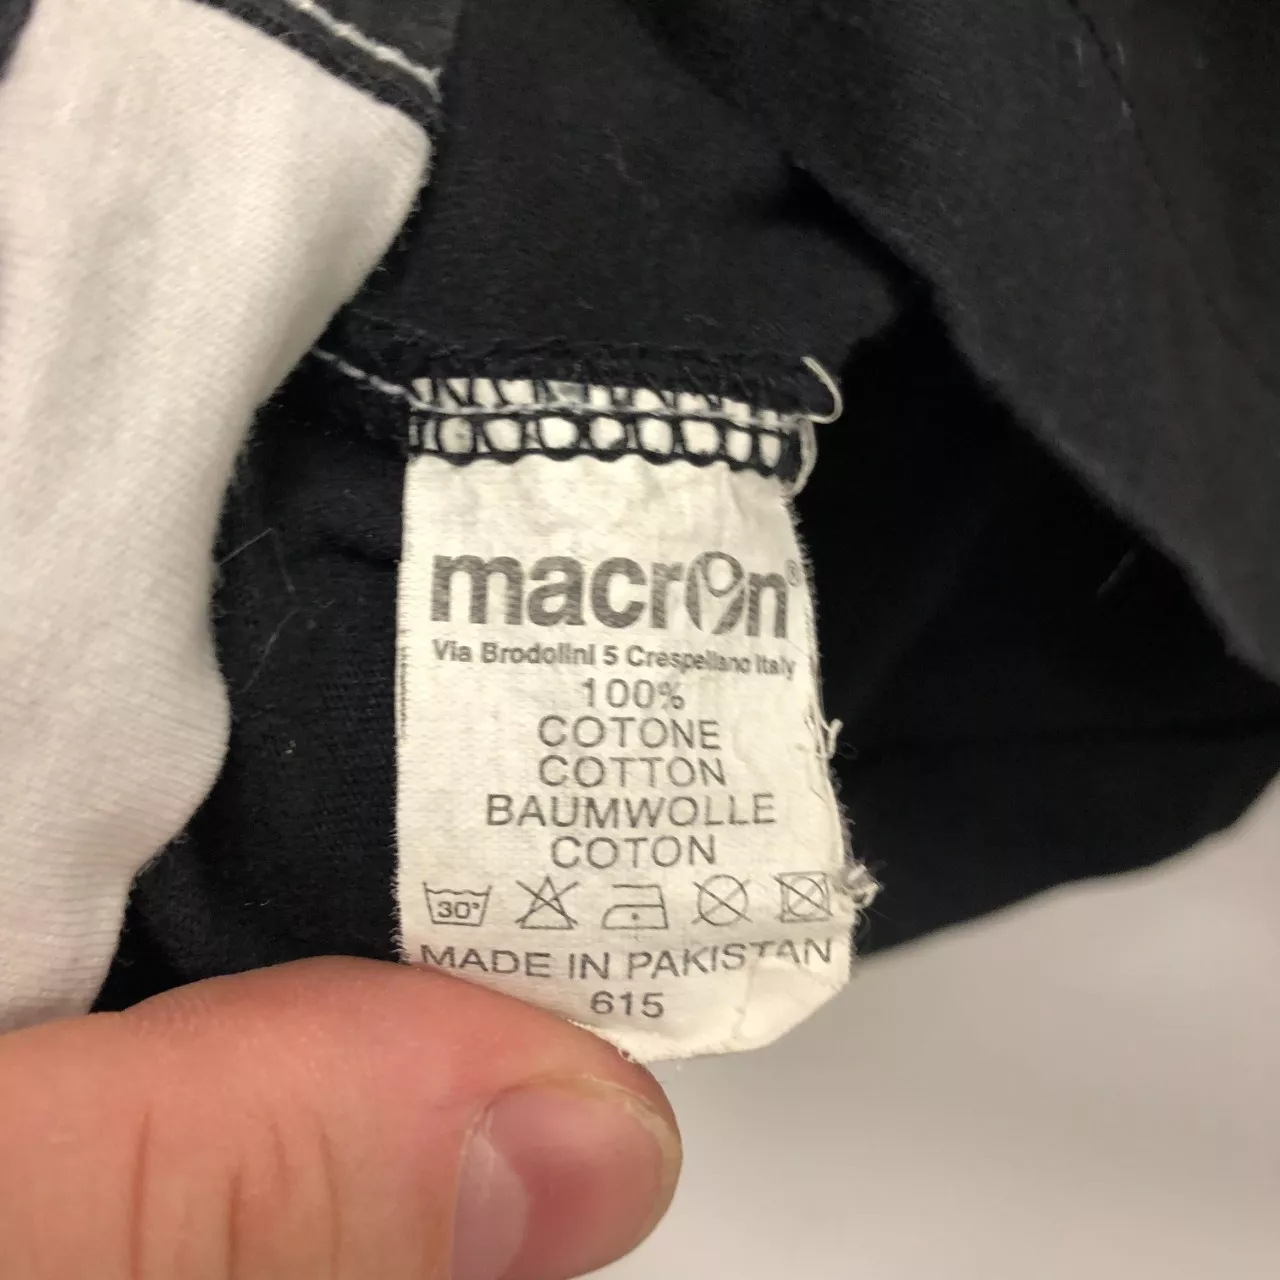 macron®
Via Brodolini 5 Crespellano Italy
100%
COTONE
COTTON
BAUMWOLLE
COTON
30°
MADE IN PAKISTAN
615